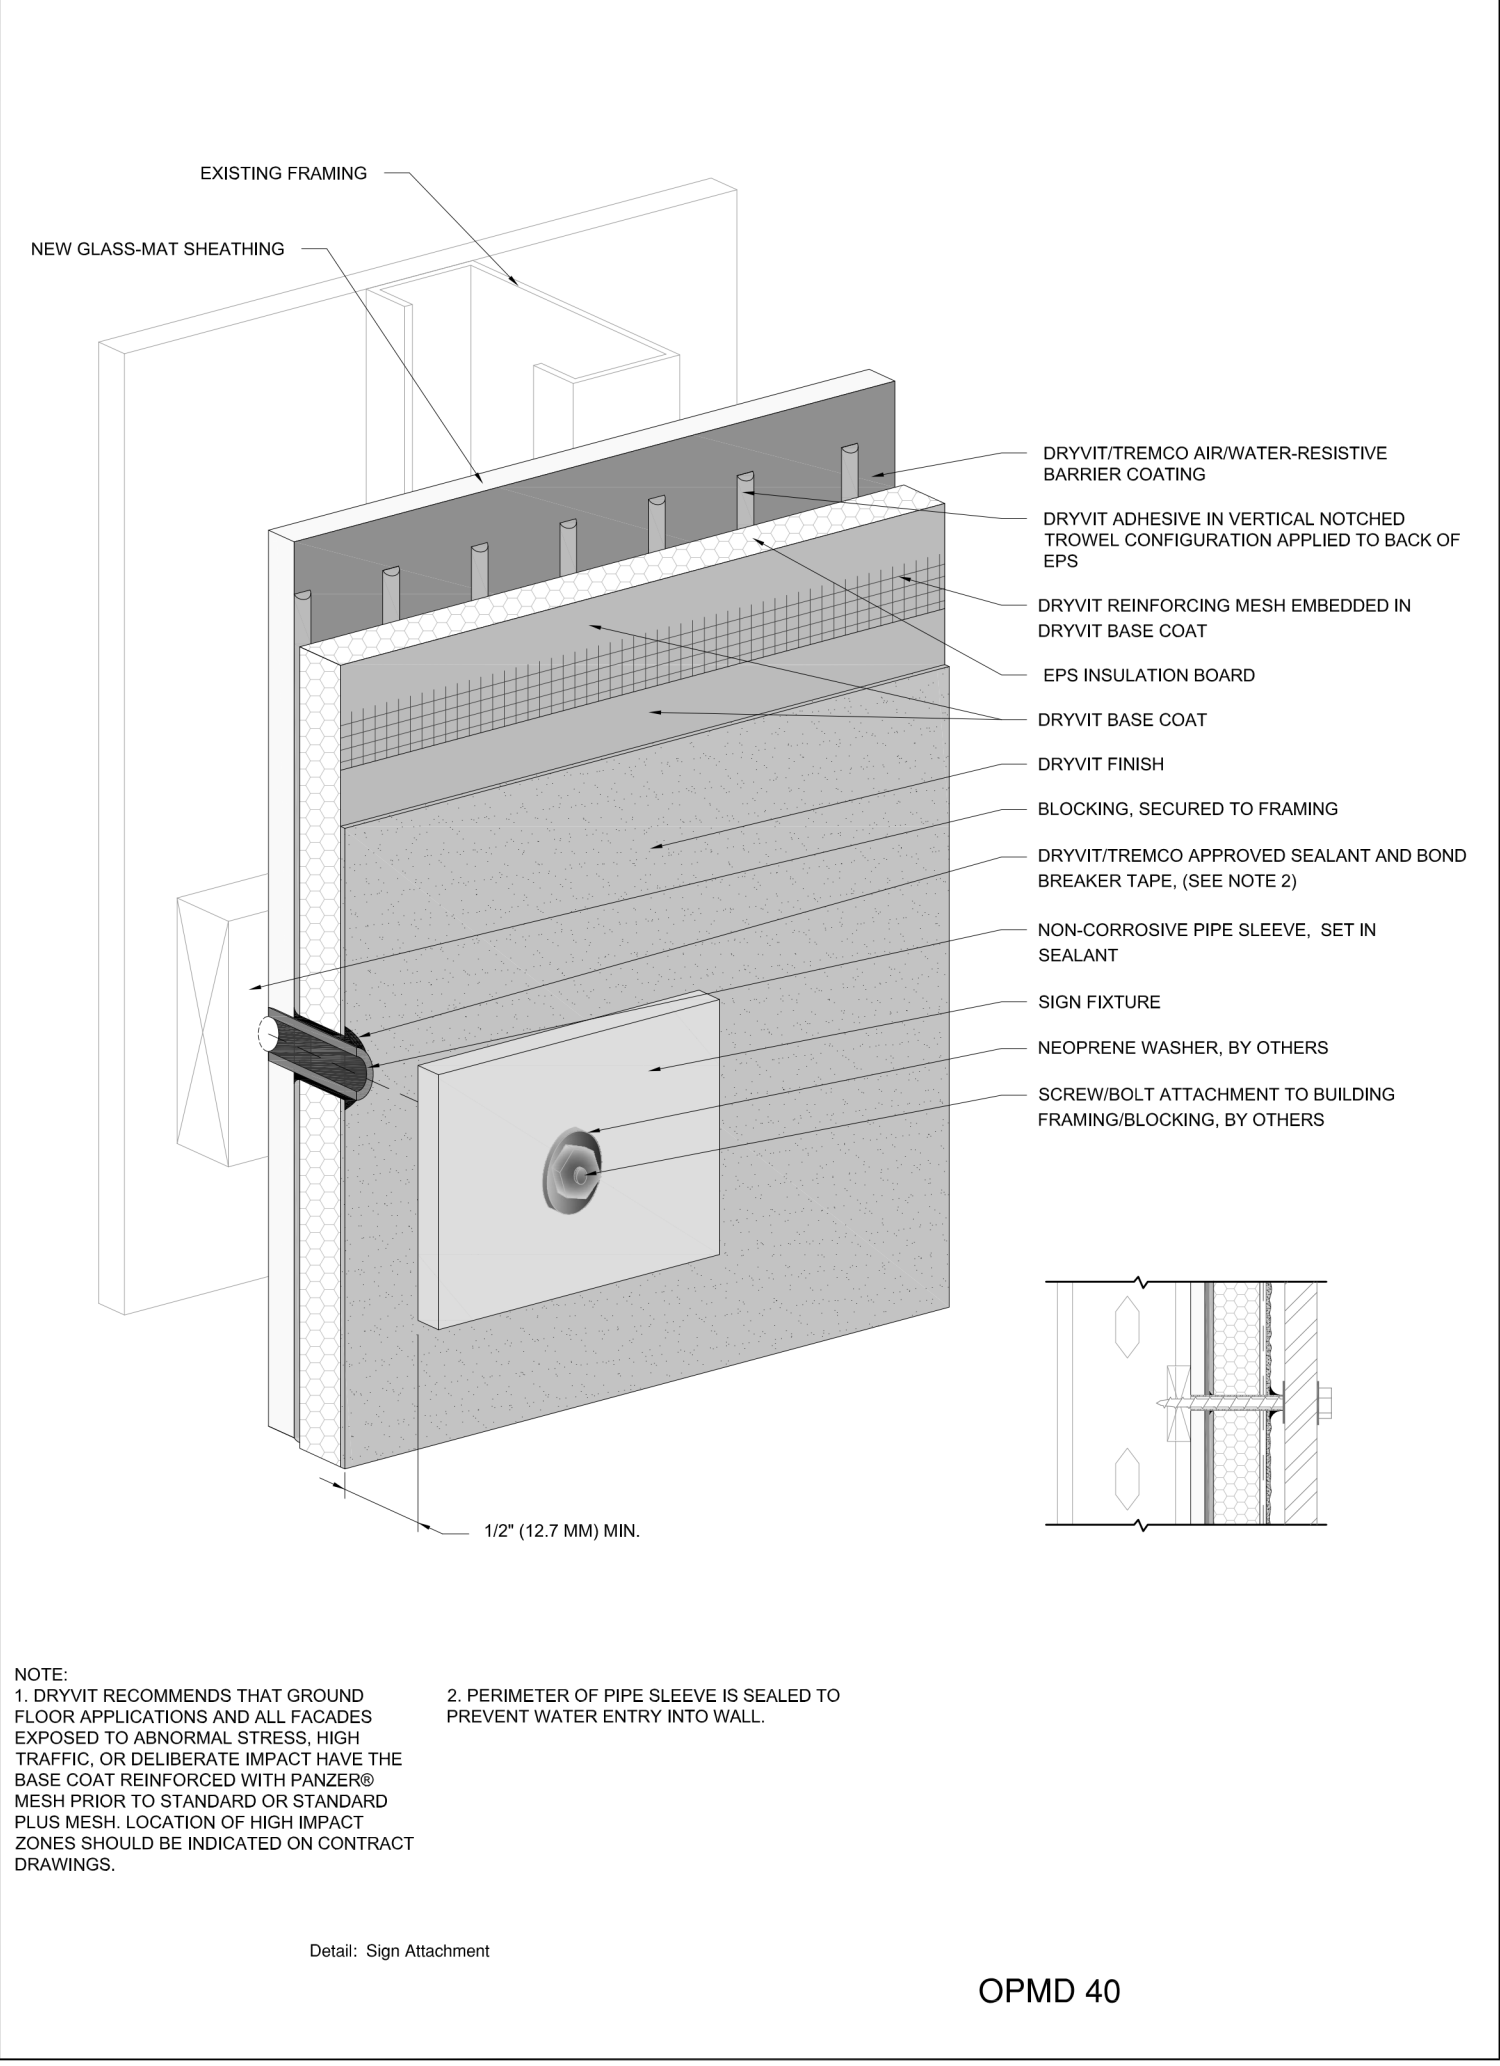 EXISTING FRAMING
NEW GLASS-MAT SHEATHING
DRYVIT/TREMCO AIR/WATER-RESISTIVE
BARRIER COATING
DRYVIT ADHESIVE IN VERTICAL NOTCHED
TROWEL CONFIGURATION APPLIED TO BACK OF
EPS
DRYVIT REINFORCING MESH EMBEDDED IN
DRYVIT BASE COAT
EPS INSULATION BOARD
DRYVIT BASE COAT
DRYVIT FINISH
BLOCKING, SECURED TO FRAMING
DRYVIT/TREMCO APPROVED SEALANT AND BOND
BREAKER TAPE, (SEE NOTE 2)
NON-CORROSIVE PIPE SLEEVE, SET IN
SEALANT
SIGN FIXTURE
NEOPRENE WASHER, BY OTHERS
SCREW/BOLT ATTACHMENT TO BUILDING
FRAMING/BLOCKING, BY OTHERS
1/2" (12.7 MM) MIN.
NOTE:
1. DRYVIT RECOMMENDS THAT GROUND
FLOOR APPLICATIONS AND ALL FACADES
EXPOSED TO ABNORMAL STRESS, HIGH
TRAFFIC, OR DELIBERATE IMPACT HAVE THE
BASE COAT REINFORCED WITH PANZER®
MESH PRIOR TO STANDARD OR STANDARD
PLUS MESH. LOCATION OF HIGH IMPACT
ZONES SHOULD BE INDICATED ON CONTRACT
DRAWINGS.
2. PERIMETER OF PIPE SLEEVE IS SEALED TO
PREVENT WATER ENTRY INTO WALL.
Detail: Sign Attachment
OPMD 40